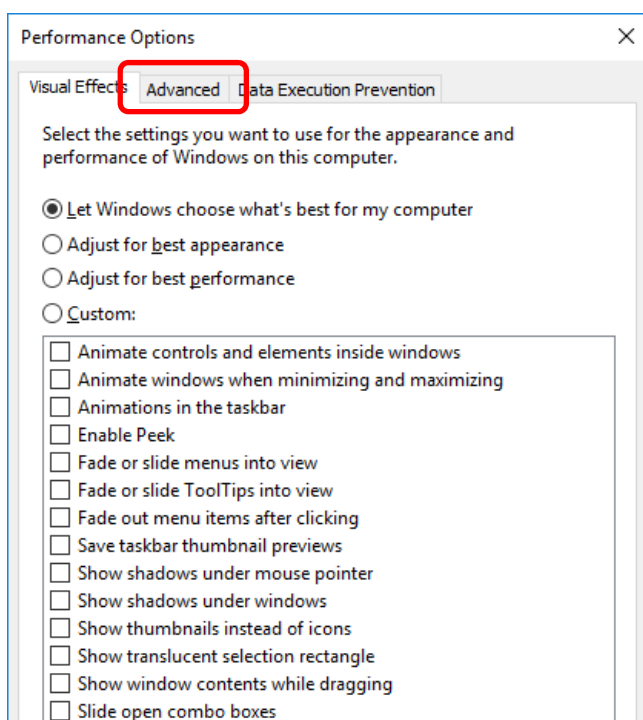 Performance Options
Visual Effects Advanced Data Execution Prevention
Select the settings you want to use for the appearance and
performance of Windows on this computer.
Let Windows choose what's best for my computer
Adjust for best appearance
Adjust for best performance
Custom:
Animate controls and elements inside windows
Animate windows when minimizing and maximizing
Animations in the taskbar
Enable Peek
Fade or slide menus into view
Fade or slide ToolTips into view
Fade out menu items after clicking
Save taskbar thumbnail previews
Show shadows under mouse pointer
Show shadows under windows
Show thumbnails instead of icons
Show translucent selection rectangle
Show window contents while dragging
Slide open combo boxes